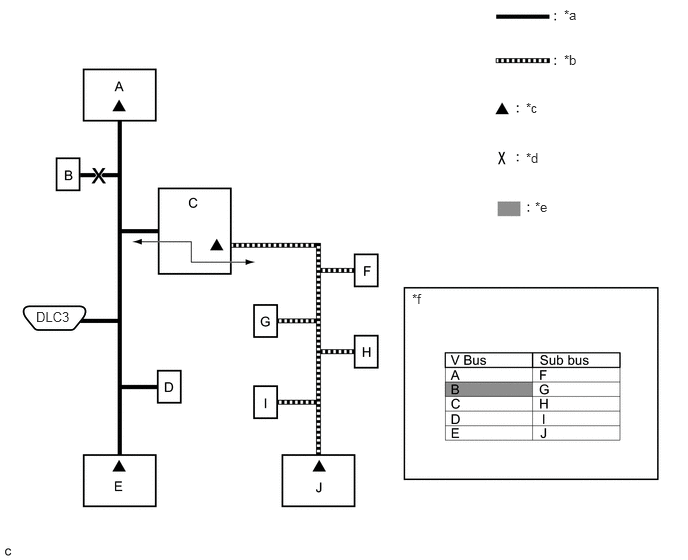 : *a
: *b
: *c
X : *d
: *e
A
B
X
C
DLC3
D
E
F
G
H
I
J
*f
V Bus Sub bus
A F
B G
C H
D I
E J
c